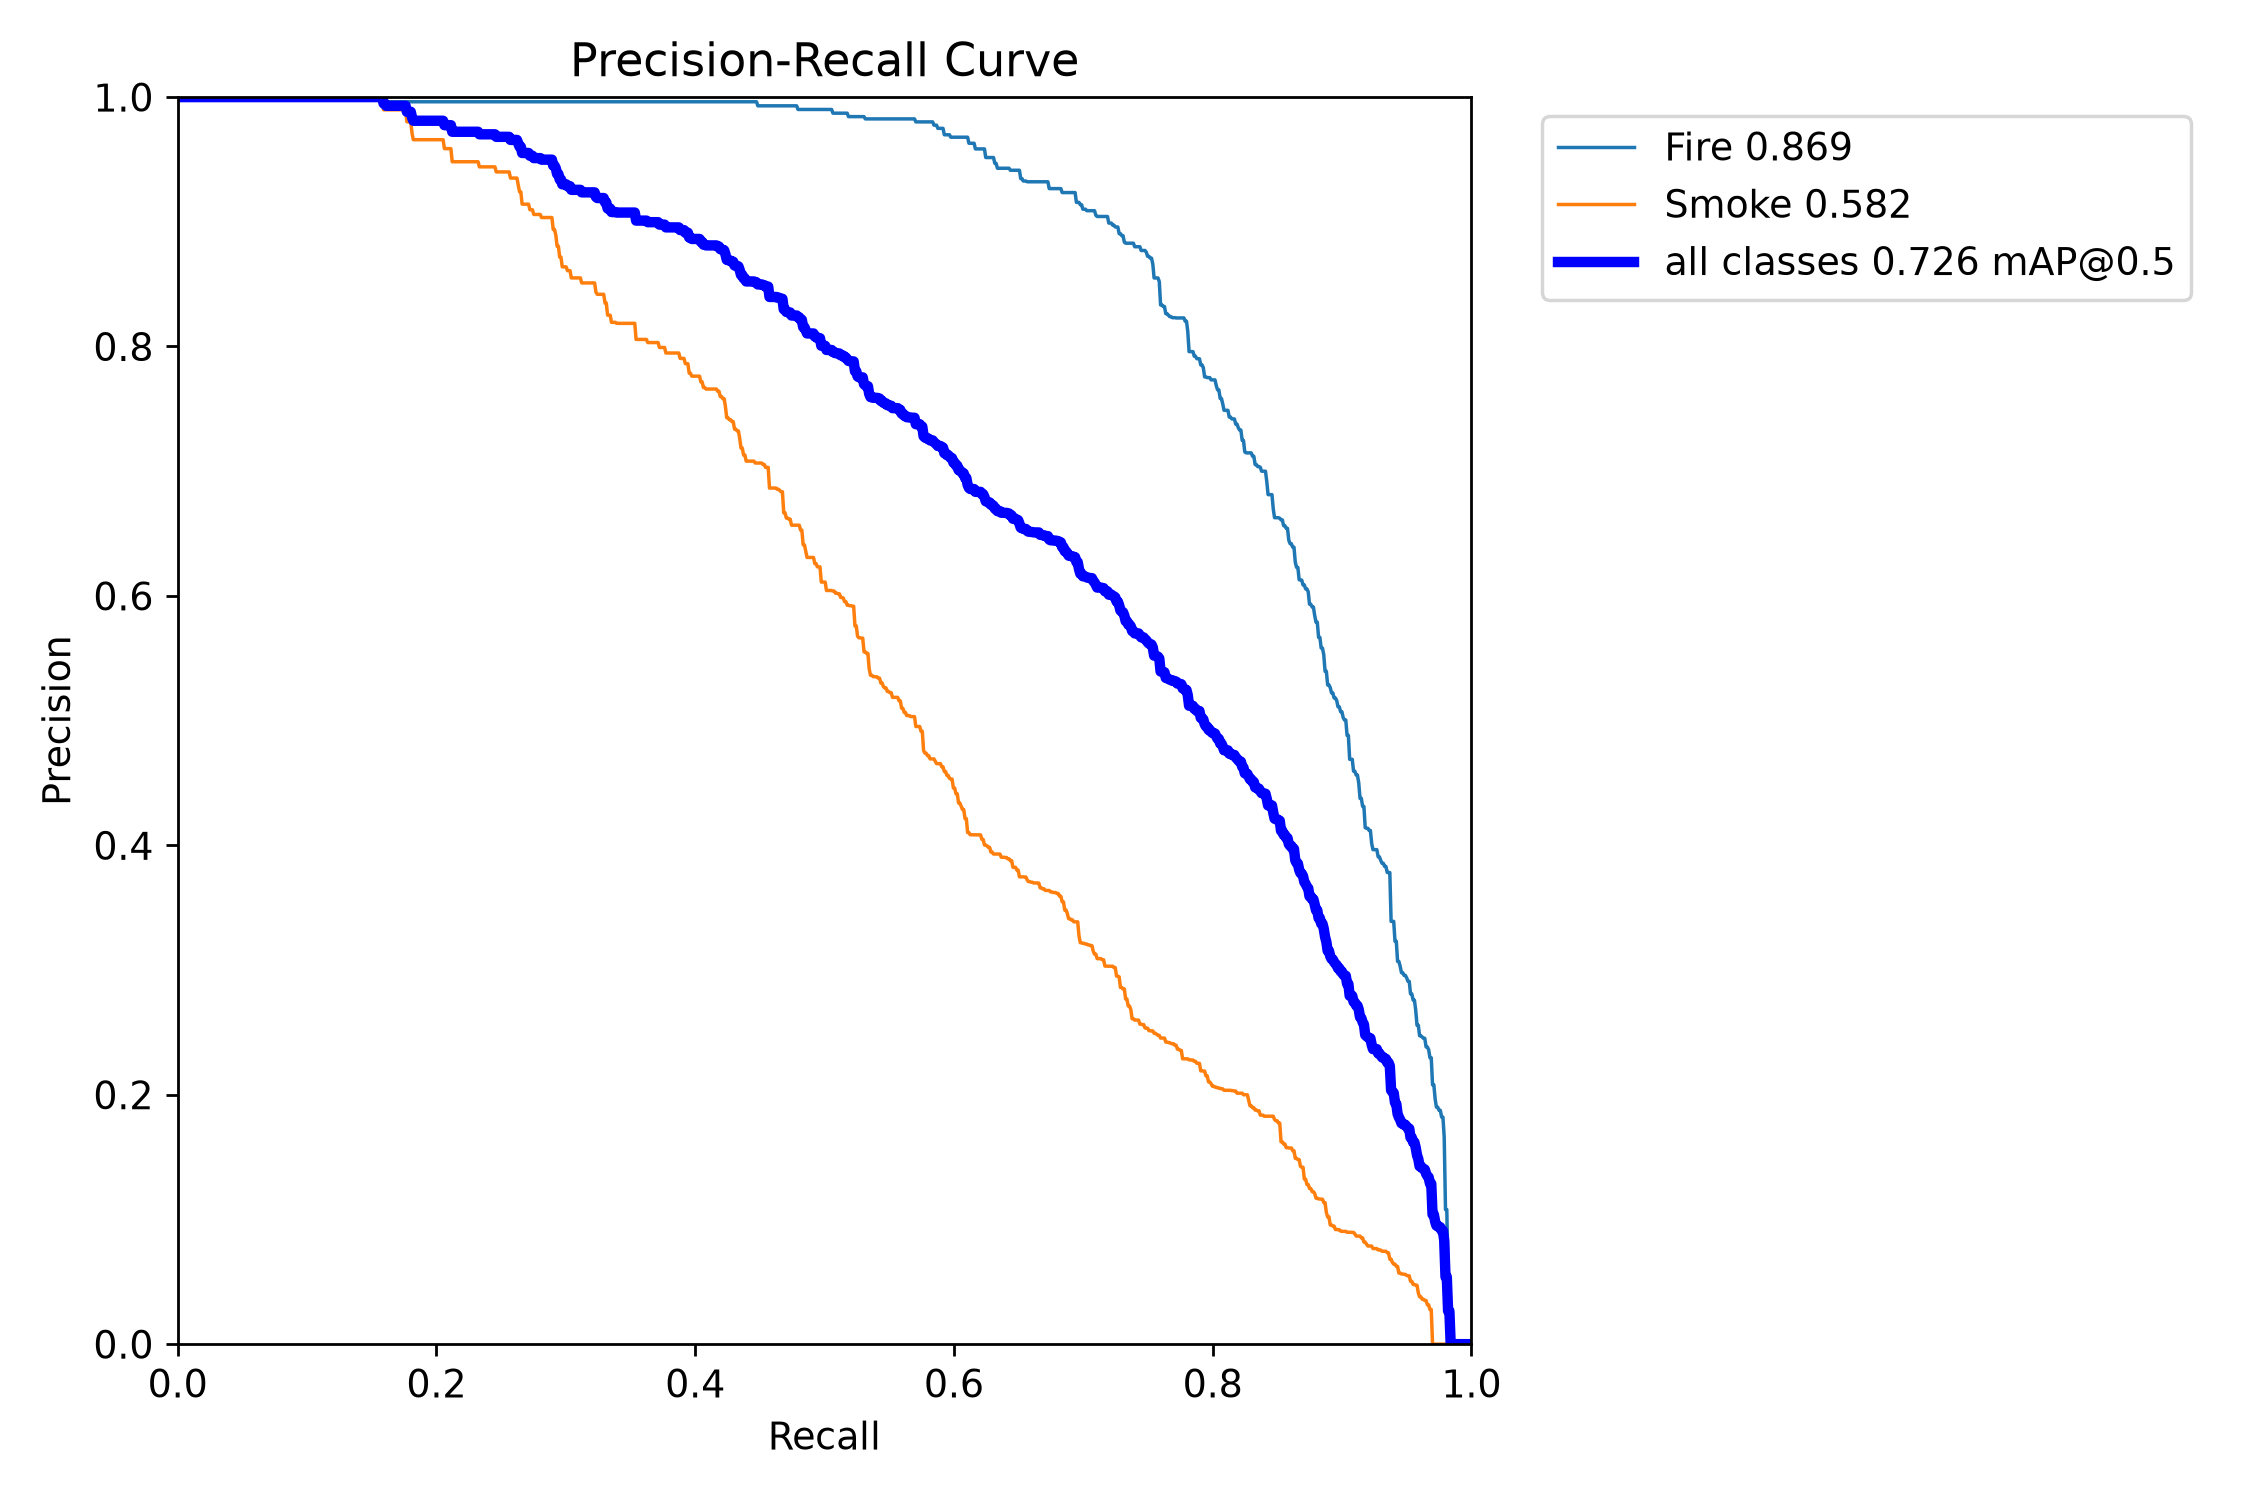 Precision-Recall Curve
1.0
0.8
0.6
0.4
0.2
0.0
Precision
0.0 0.2 0.4 0.6 0.8 1.0
Recall
Fire 0.869
Smoke 0.582
all classes 0.726 mAP@0.5